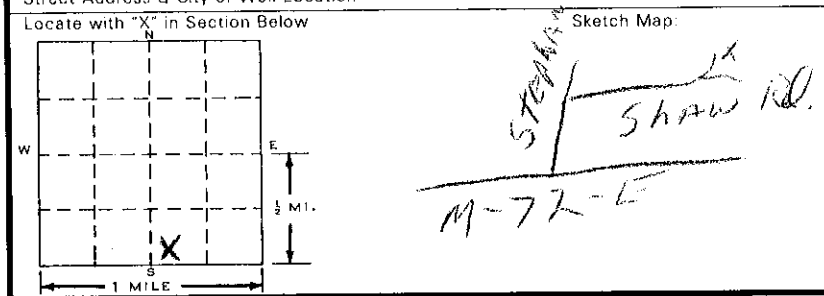 Street Address & City of Well Location
Locate with "X" in Section Below
Sketch Map:
N
W
E
½ MI.
X
S
1 MILE
STEPHAN
X
SHAW RD.
M-72-E